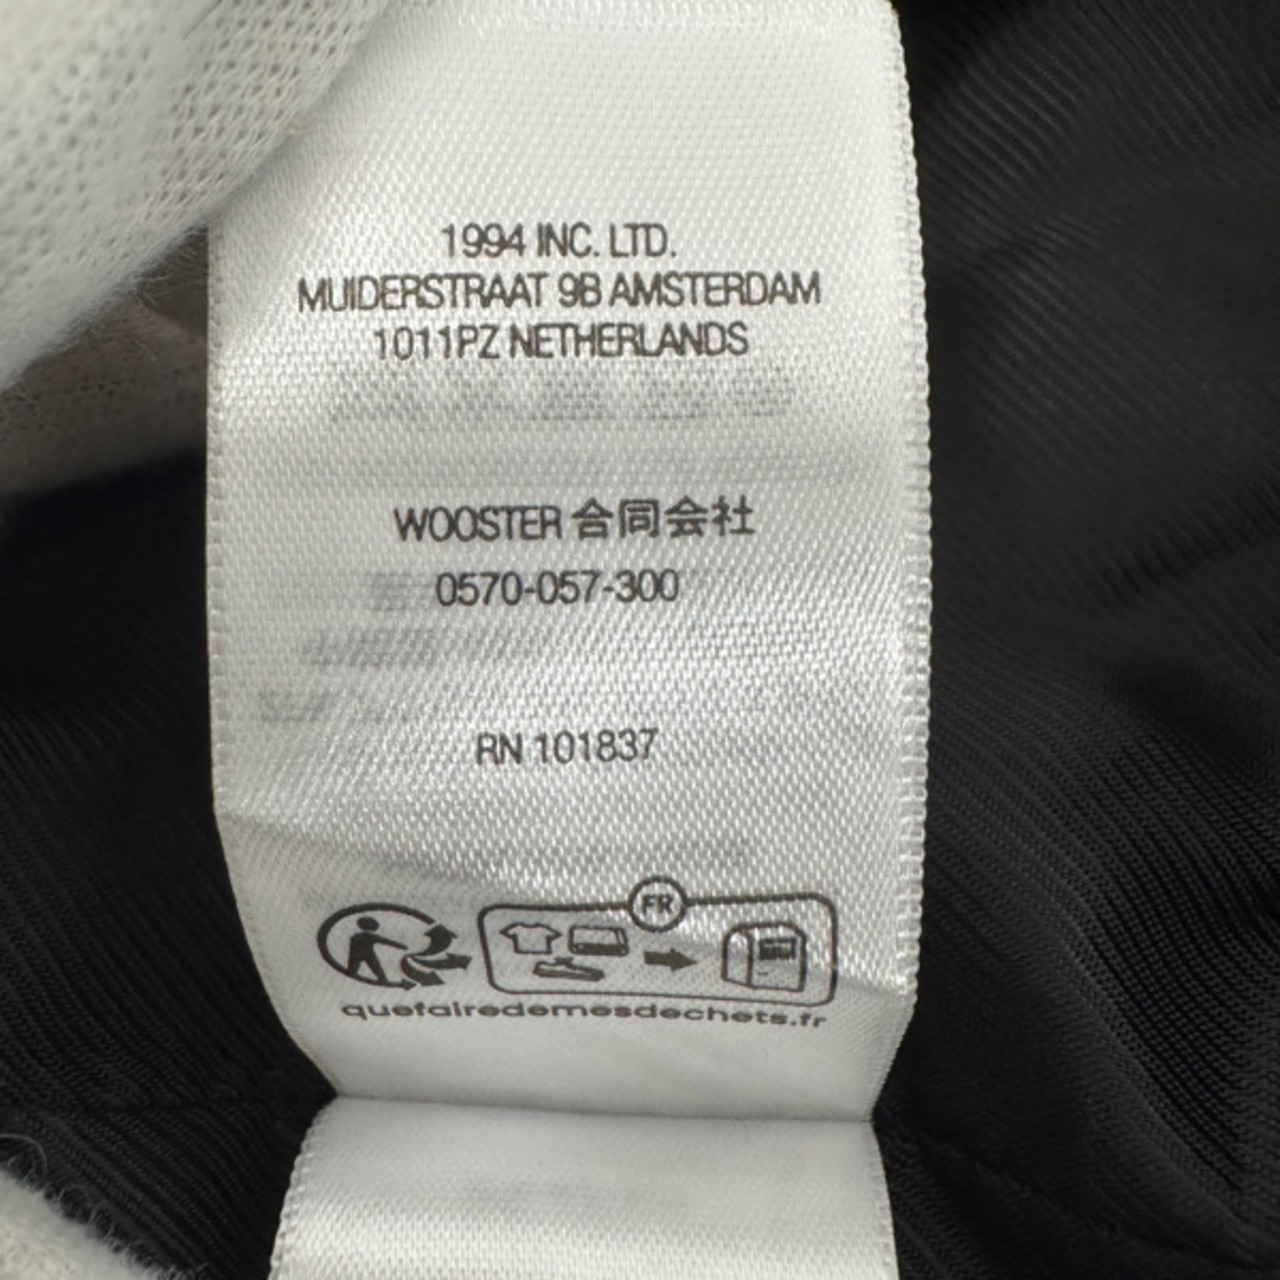 1994 INC. LTD.
MUIDERSTRAAT 9B AMSTERDAM
1011PZ NETHERLANDS
WOOSTER 合同会社
0570-057-300
RN 101837
FR
quefairedemesdechets.fr